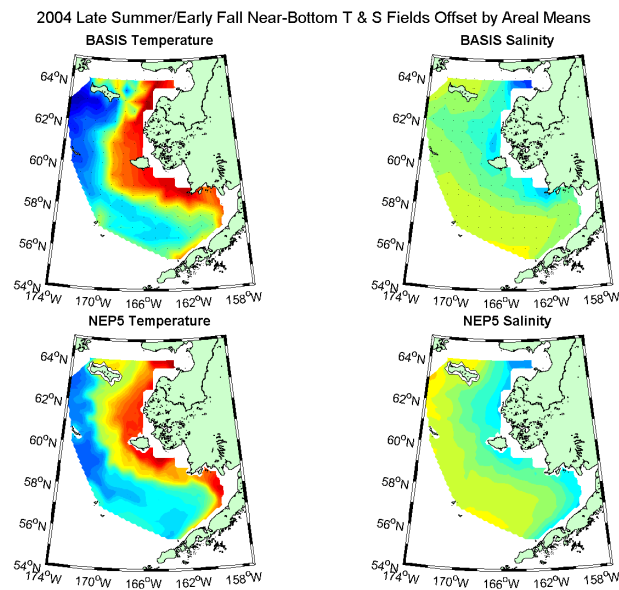 2004 Late Summer/Early Fall Near-Bottom T & S Fields Offset by Areal Means
BASIS Temperature
64°N
62°N
60°N
58°N
56°N
54°N
174°W
170°W
166°W
162°W
158°W
BASIS Salinity
64°N
62°N
60°N
58°N
56°N
54°N
174°W
170°W
166°W
162°W
158°W
NEP5 Temperature
64°N
62°N
60°N
58°N
56°N
54°N
174°W
170°W
166°W
162°W
158°W
NEP5 Salinity
64°N
62°N
60°N
58°N
56°N
54°N
174°W
170°W
166°W
162°W
158°W